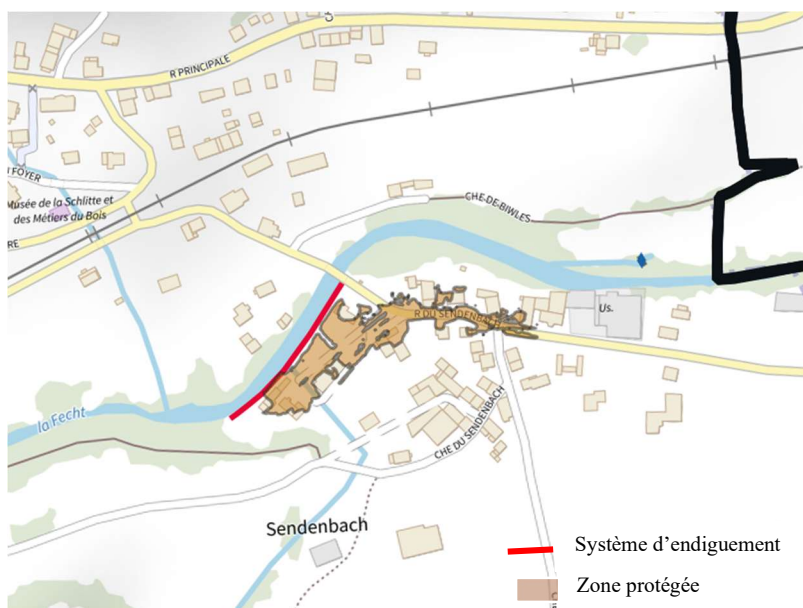 R PRINCIPALE
FOYER
Musée de la Schlitte et
des Métiers du Bois
RE
CHE-DE-BIWLES
R DU SENDENBACH
Us.
la Fecht
CHE DU SENDENBACH
Sendenbach
Système d'endiguement
Zone protégée